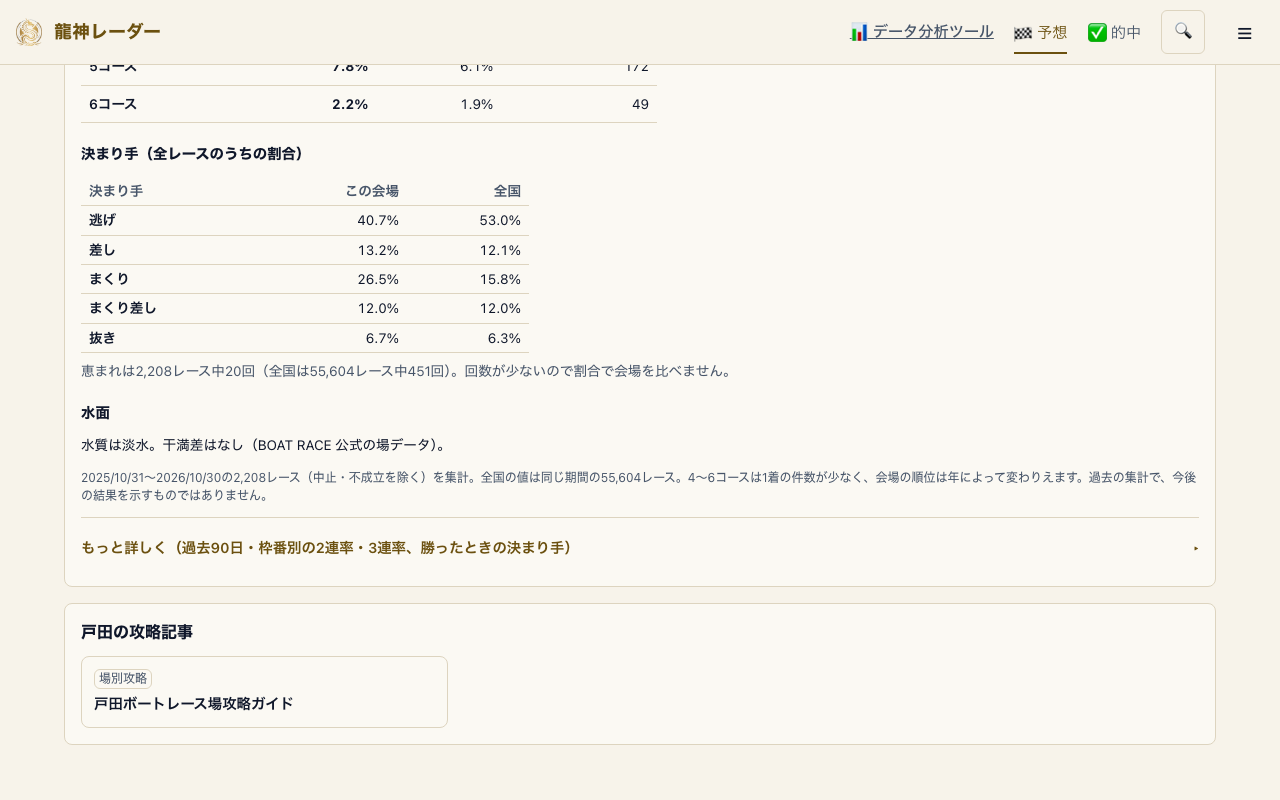 龍神レーダー
データ分析ツール
予想
的中
5コース 7.8% 6.1% 172
6コース 2.2% 1.9% 49
決まり手（全レースのうちの割合）
決まり手 この会場 全国
逃げ 40.7% 53.0%
差し 13.2% 12.1%
まくり 26.5% 15.8%
まくり差し 12.0% 12.0%
抜き 6.7% 6.3%
恵まれは2,208レース中20回（全国は55,604レース中451回）。回数が少ないので割合で会場を比べません。
水面
水質は淡水。干満差はなし（BOAT RACE 公式の場データ）。
2025/10/31〜2026/10/30の2,208レース（中止・不成立を除く）を集計。全国の値は同じ期間の55,604レース。4〜6コースは1着の件数が少なく、会場の順位は年によって変わりえます。過去の集計で、今後
の結果を示すものではありません。
もっと詳しく（過去90日・枠番別の2連率・3連率、勝ったときの決まり手）
戸田の攻略記事
場別攻略
戸田ボートレース場攻略ガイド